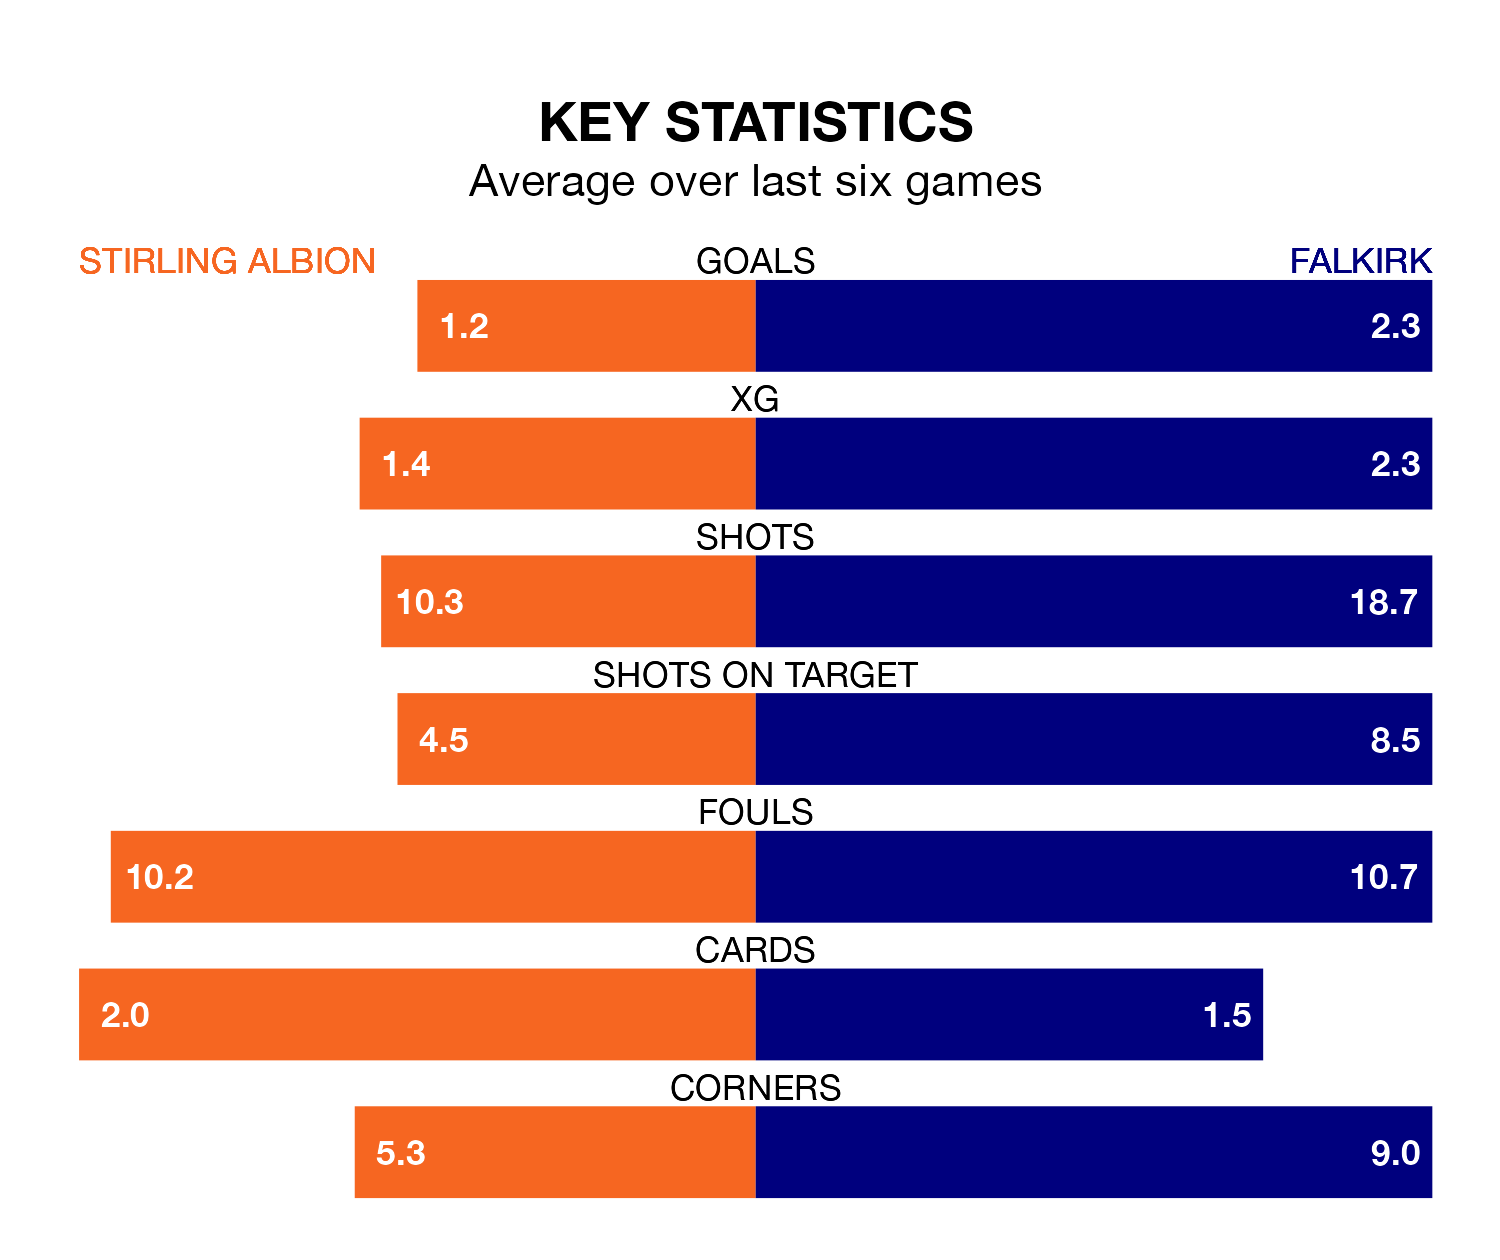 KEY STATISTICS
Average over last six games
STIRLING ALBION GOALS FALKIRK
1.2 2.3
XG
1.4 2.3
SHOTS
10.3 18.7
SHOTS ON TARGET
4.5 8.5
FOULS
10.2 10.7
CARDS
2.0 1.5
CORNERS
5.3 9.0